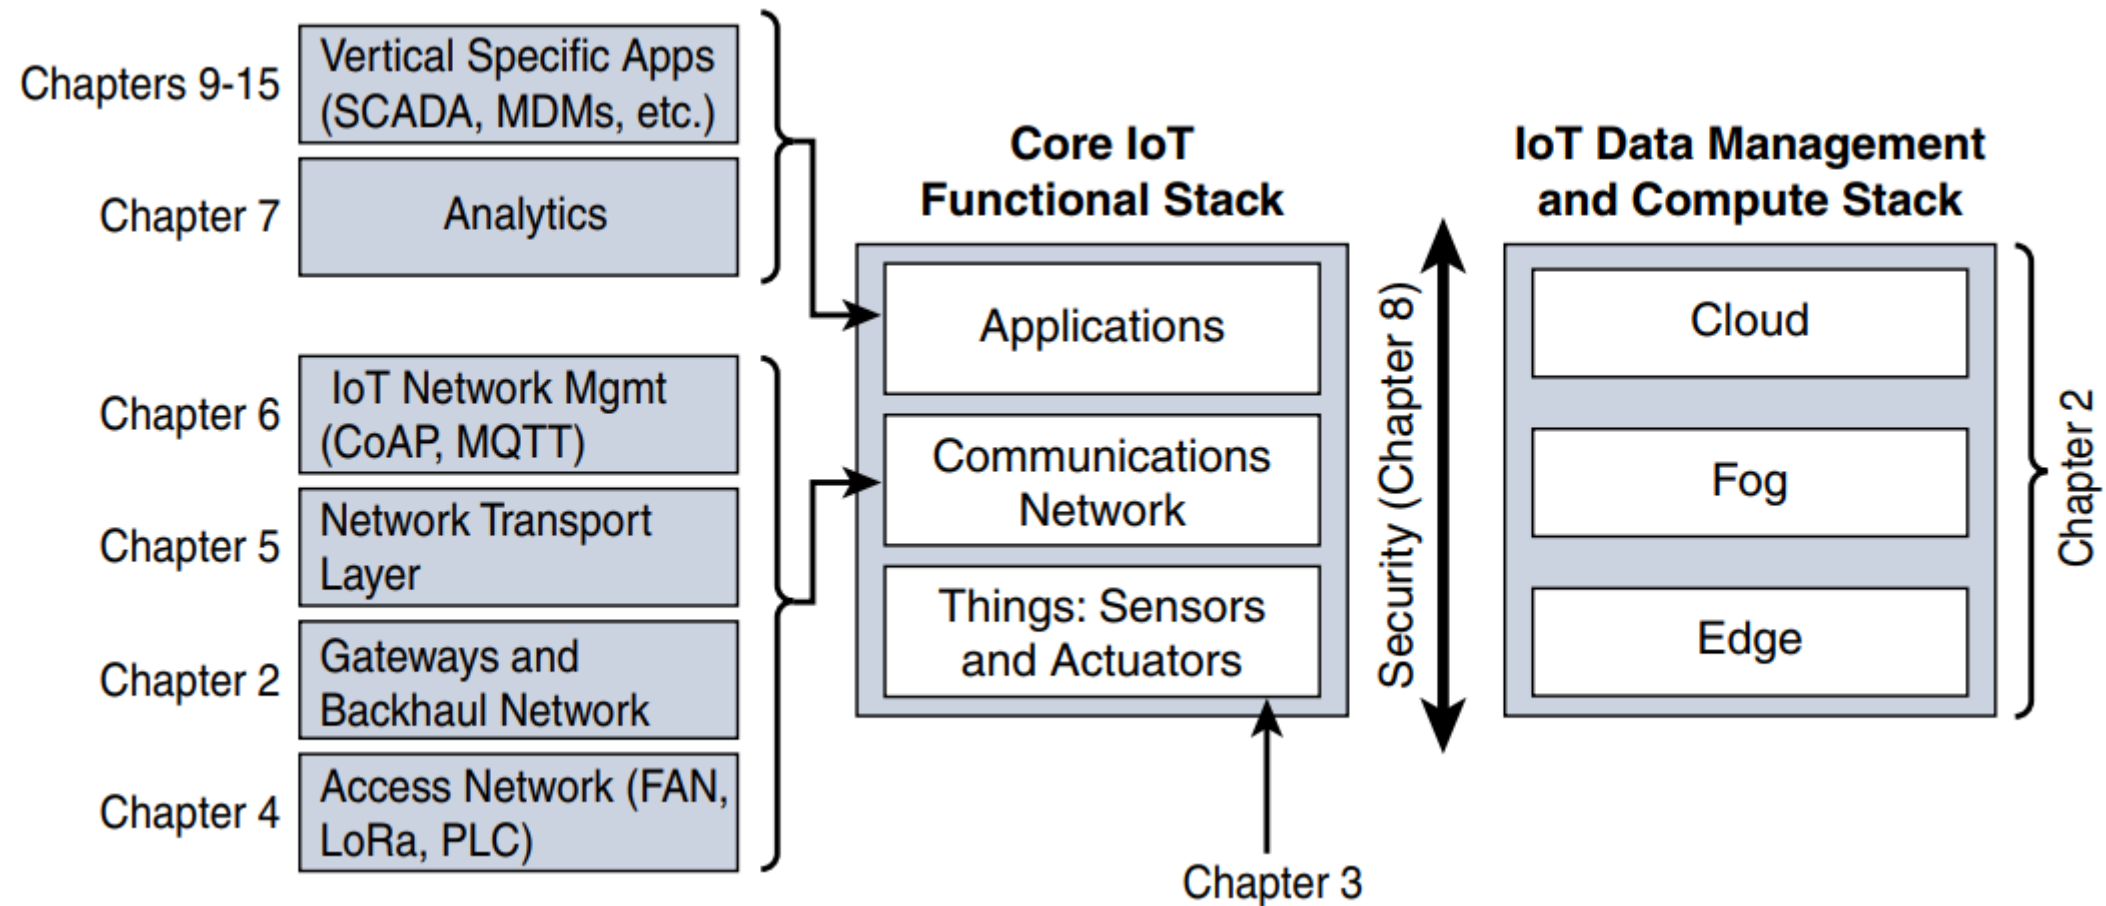 Chapters 9-15
Vertical Specific Apps
(SCADA, MDMs, etc.)
Chapter 7
Analytics
Chapter 6
IoT Network Mgmt
(CoAP, MQTT)
Chapter 5
Network Transport
Layer
Chapter 2
Gateways and
Backhaul Network
Chapter 4
Access Network (FAN,
LoRa, PLC)
Core IoT
Functional Stack
Applications
Communications
Network
Things: Sensors
and Actuators
Chapter 3
Security (Chapter 8)
IoT Data Management
and Compute Stack
Cloud
Fog
Edge
Chapter 2